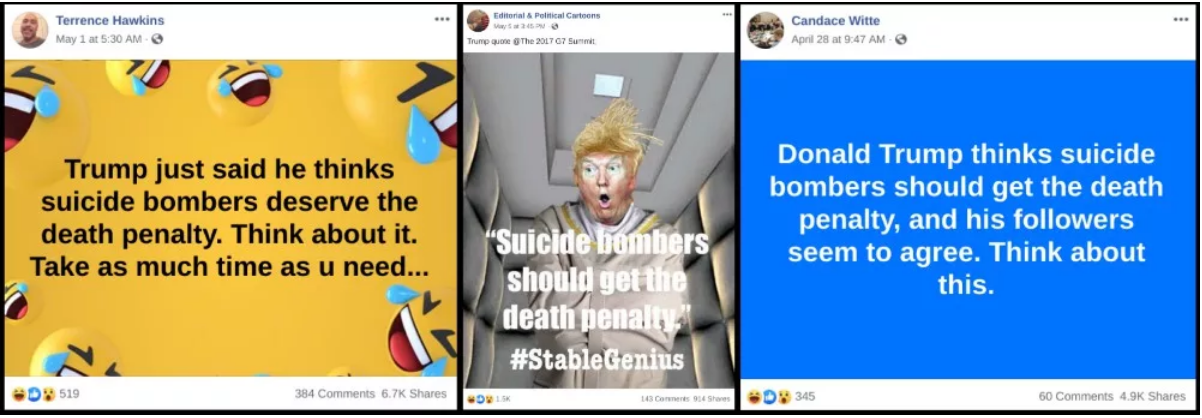 Terrence Hawkins
May 1 at 5:30 AM ·
Trump just said he thinks
suicide bombers deserve the
death penalty. Think about it.
Take as much time as u need...
519
384 Comments 6.7K Shares
Editorial & Political Cartoons
May 5 at 3:45 PM ·
Trump quote @The 2017 G7 Summit;
“Suicide bombers
should get the
death penalty.”
#StableGenius
1.5K
143 Comments 914 Shares
Candace Witte
April 28 at 9:47 AM ·
Donald Trump thinks suicide
bombers should get the death
penalty, and his followers
seem to agree. Think about
this.
345
60 Comments 4.9K Shares